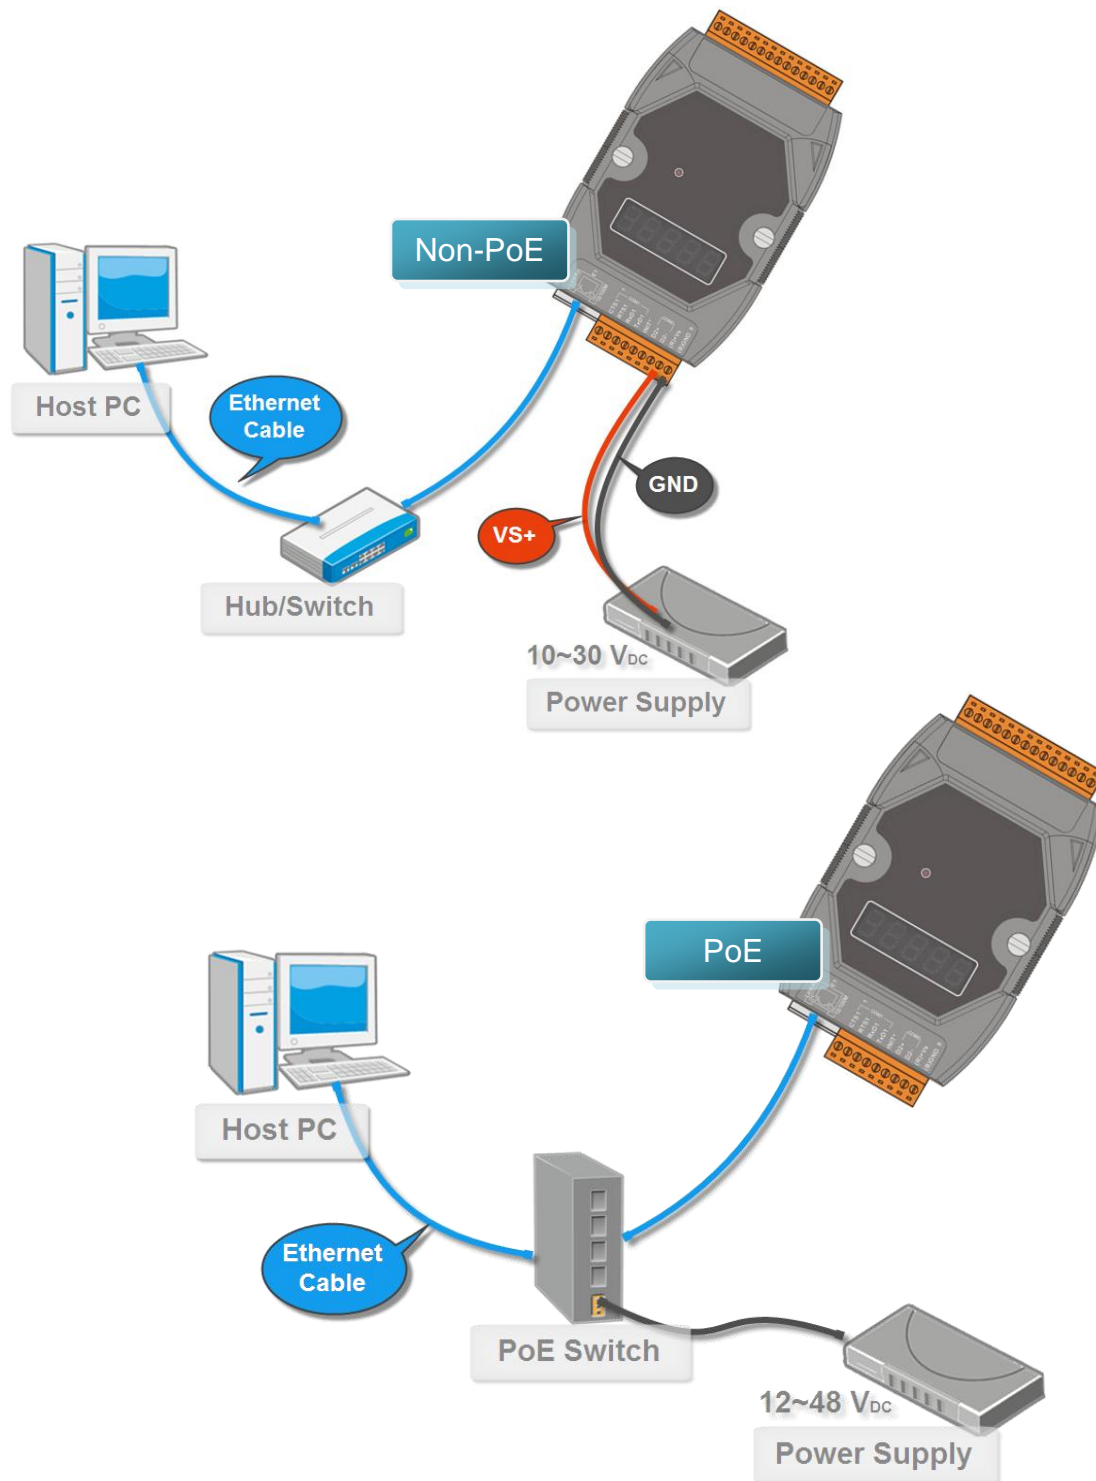 Non-PoE
Host PC
Ethernet
Cable
GND
VS+
Hub/Switch
10~30 VDC
Power Supply
PoE
Host PC
Ethernet
Cable
PoE Switch
12~48 VDC
Power Supply